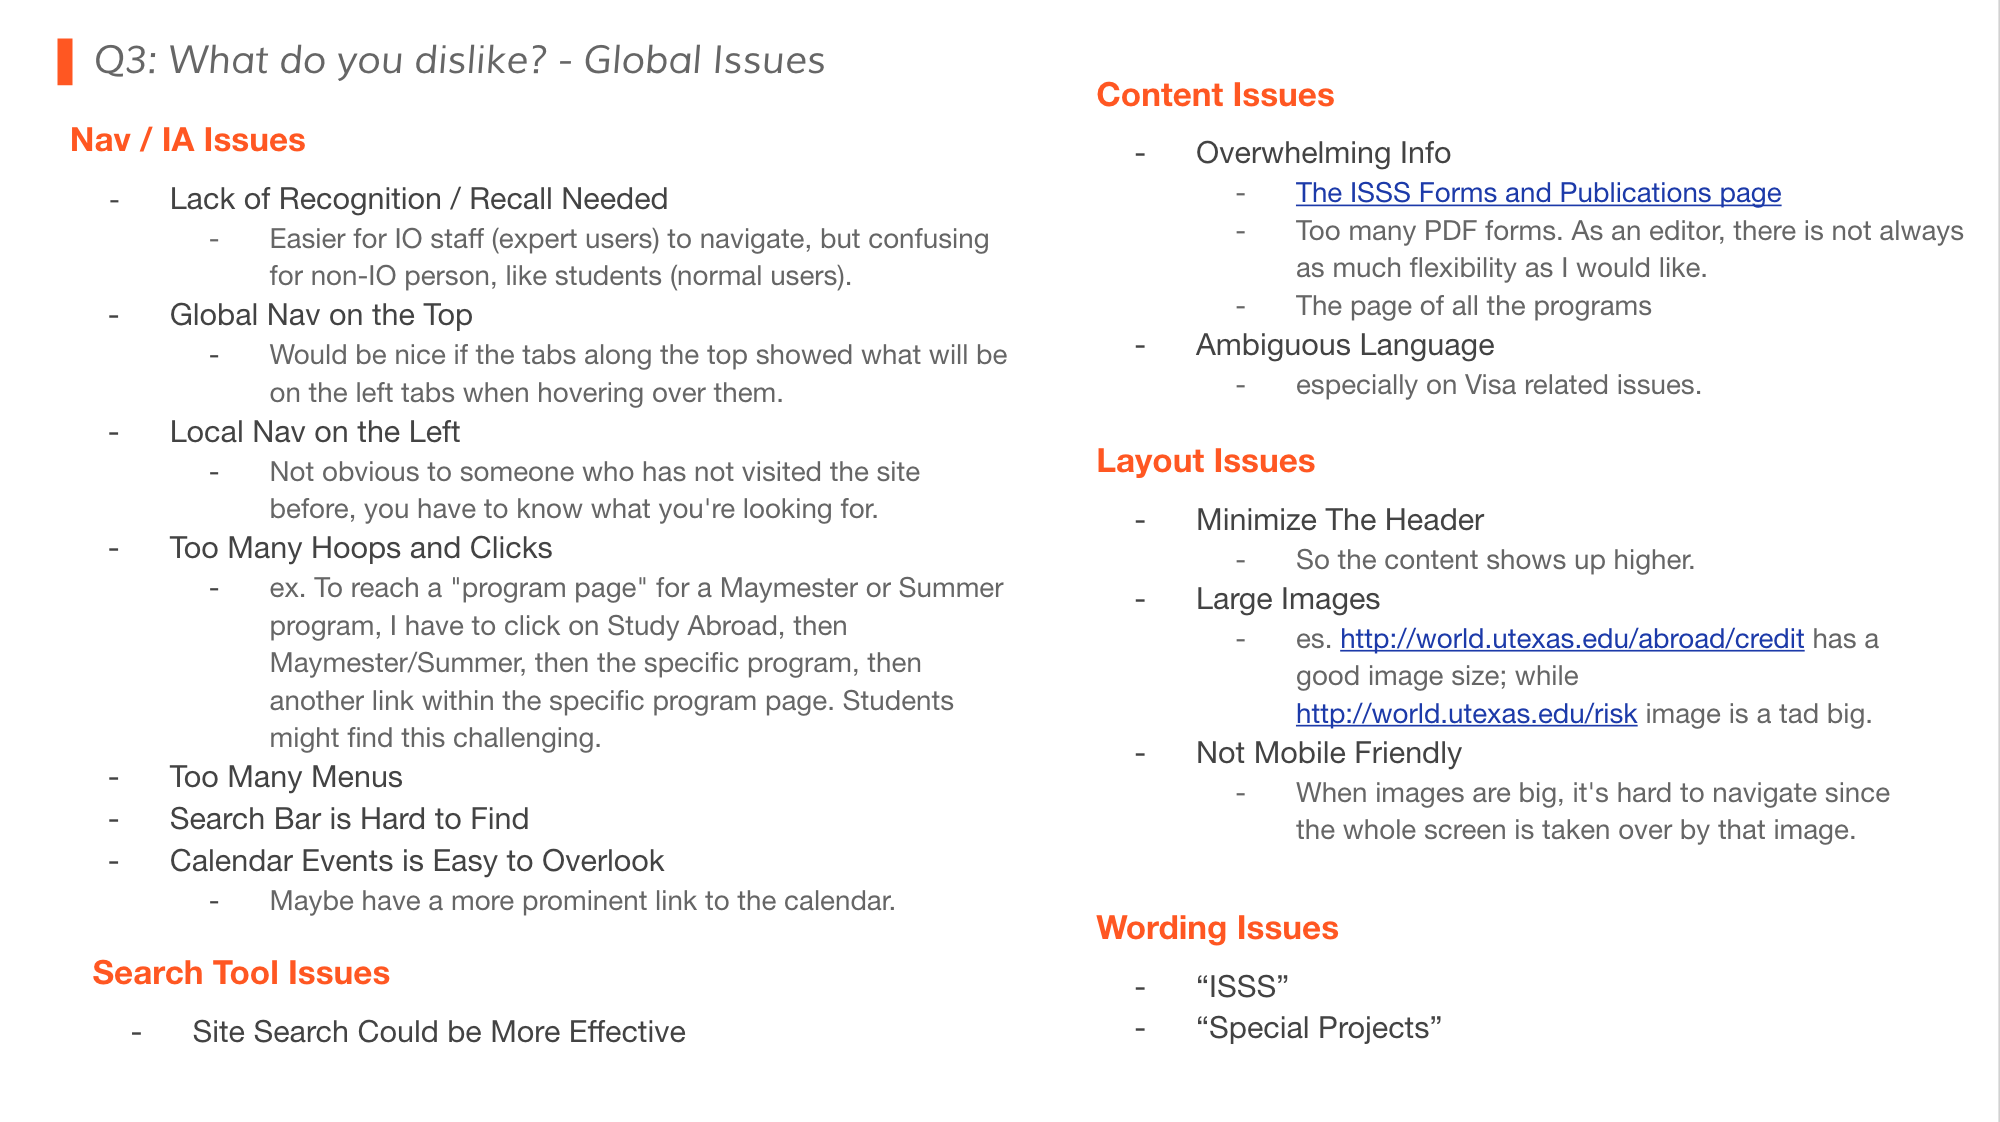 Q3: What do you dislike? - Global Issues
Nav / IA Issues
- Lack of Recognition / Recall Needed
- Easier for IO staff (expert users) to navigate, but confusing
for non-IO person, like students (normal users).
- Global Nav on the Top
- Would be nice if the tabs along the top showed what will be
on the left tabs when hovering over them.
- Local Nav on the Left
- Not obvious to someone who has not visited the site
before, you have to know what you're looking for.
- Too Many Hoops and Clicks
- ex. To reach a "program page" for a Maymester or Summer
program, I have to click on Study Abroad, then
Maymester/Summer, then the specific program, then
another link within the specific program page. Students
might find this challenging.
- Too Many Menus
- Search Bar is Hard to Find
- Calendar Events is Easy to Overlook
- Maybe have a more prominent link to the calendar.
Search Tool Issues
- Site Search Could be More Effective
Content Issues
- Overwhelming Info
- The ISSS Forms and Publications page
- Too many PDF forms. As an editor, there is not always
as much flexibility as I would like.
- The page of all the programs
- Ambiguous Language
- especially on Visa related issues.
Layout Issues
- Minimize The Header
- So the content shows up higher.
- Large Images
- es. http://world.utexas.edu/abroad/credit has a
good image size; while
http://world.utexas.edu/risk image is a tad big.
- Not Mobile Friendly
- When images are big, it's hard to navigate since
the whole screen is taken over by that image.
Wording Issues
- “ISSS”
- “Special Projects”